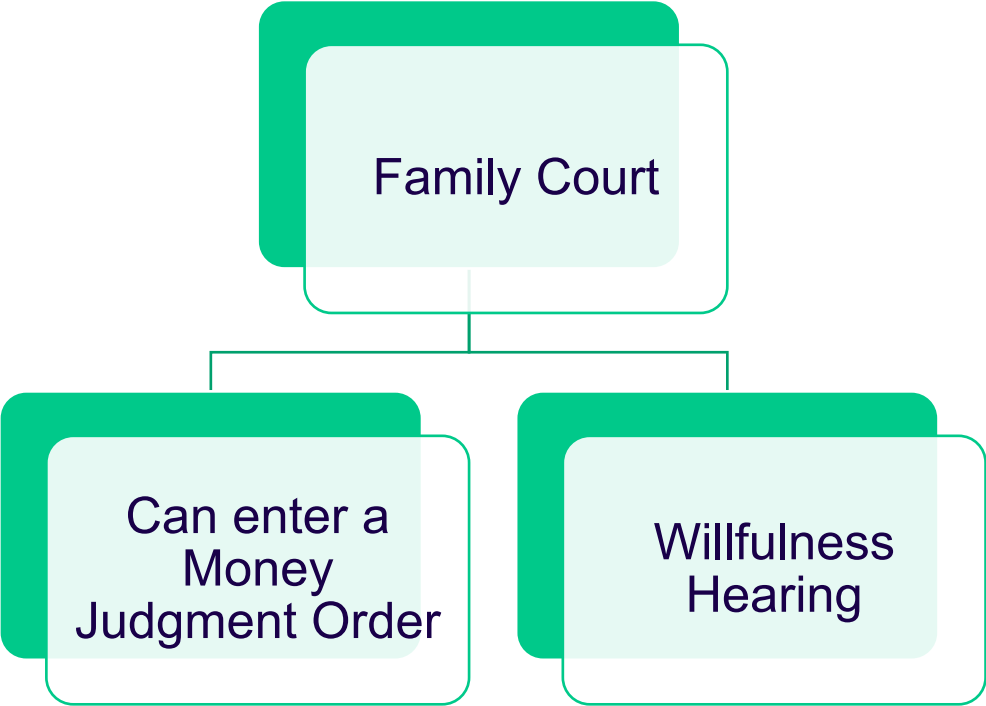 Family Court
Can enter a
Money
Judgment Order
Willfulness
Hearing